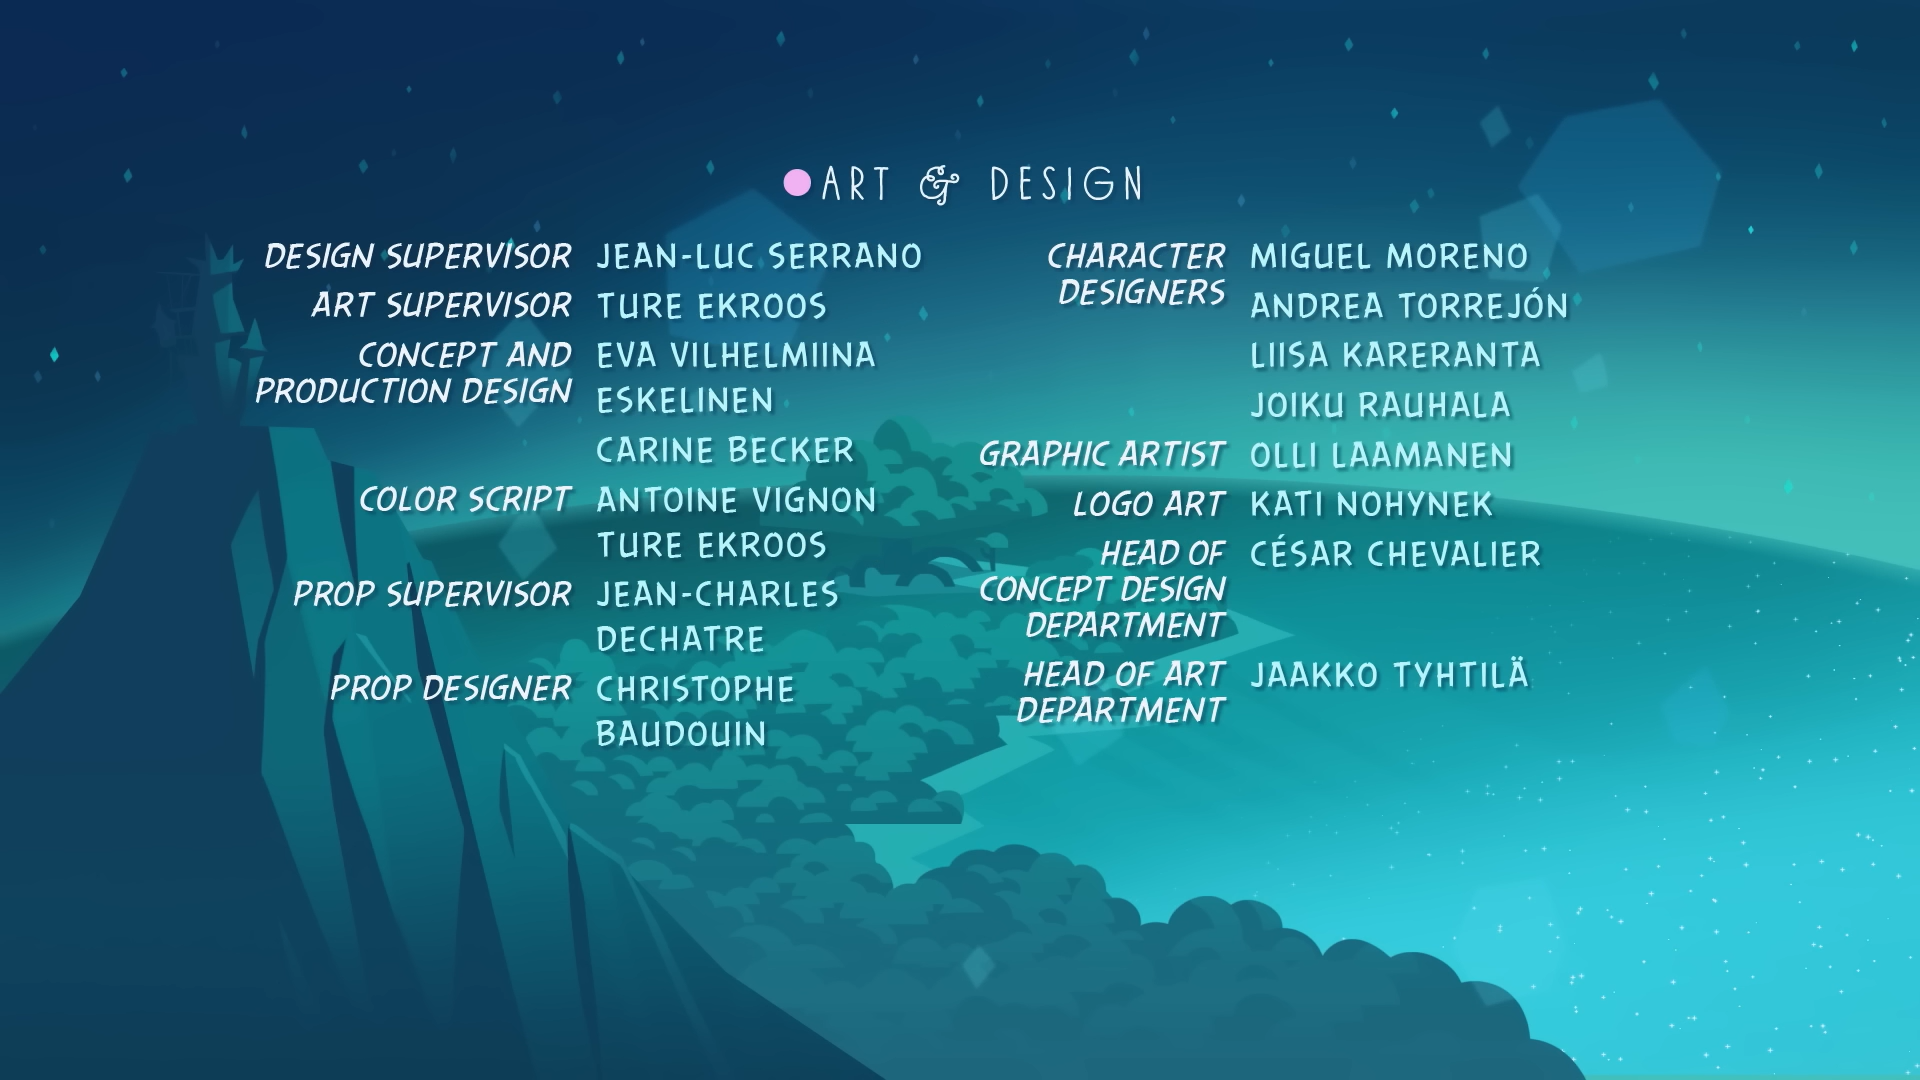 ART & DESIGN
DESIGN SUPERVISOR JEAN-LUC SERRANO
ART SUPERVISOR TURE EKROOS
CONCEPT AND EVA VILHELMIINA
PRODUCTION DESIGN ESKELINEN
CARINE BECKER
COLOR SCRIPT ANTOINE VIGNON
TURE EKROOS
PROP SUPERVISOR JEAN-CHARLES
DECHATRE
PROP DESIGNER CHRISTOPHE
BAUDOUIN
CHARACTER MIGUEL MORENO
DESIGNERS ANDREA TORREJÓN
LIISA KARERANTA
JOIKU RAUHALA
GRAPHIC ARTIST OLLI LAAMANEN
LOGO ART KATI NOHYNEK
HEAD OF CÉSAR CHEVALIER
CONCEPT DESIGN
DEPARTMENT
HEAD OF ART JAAKKO TYHTILÄ
DEPARTMENT